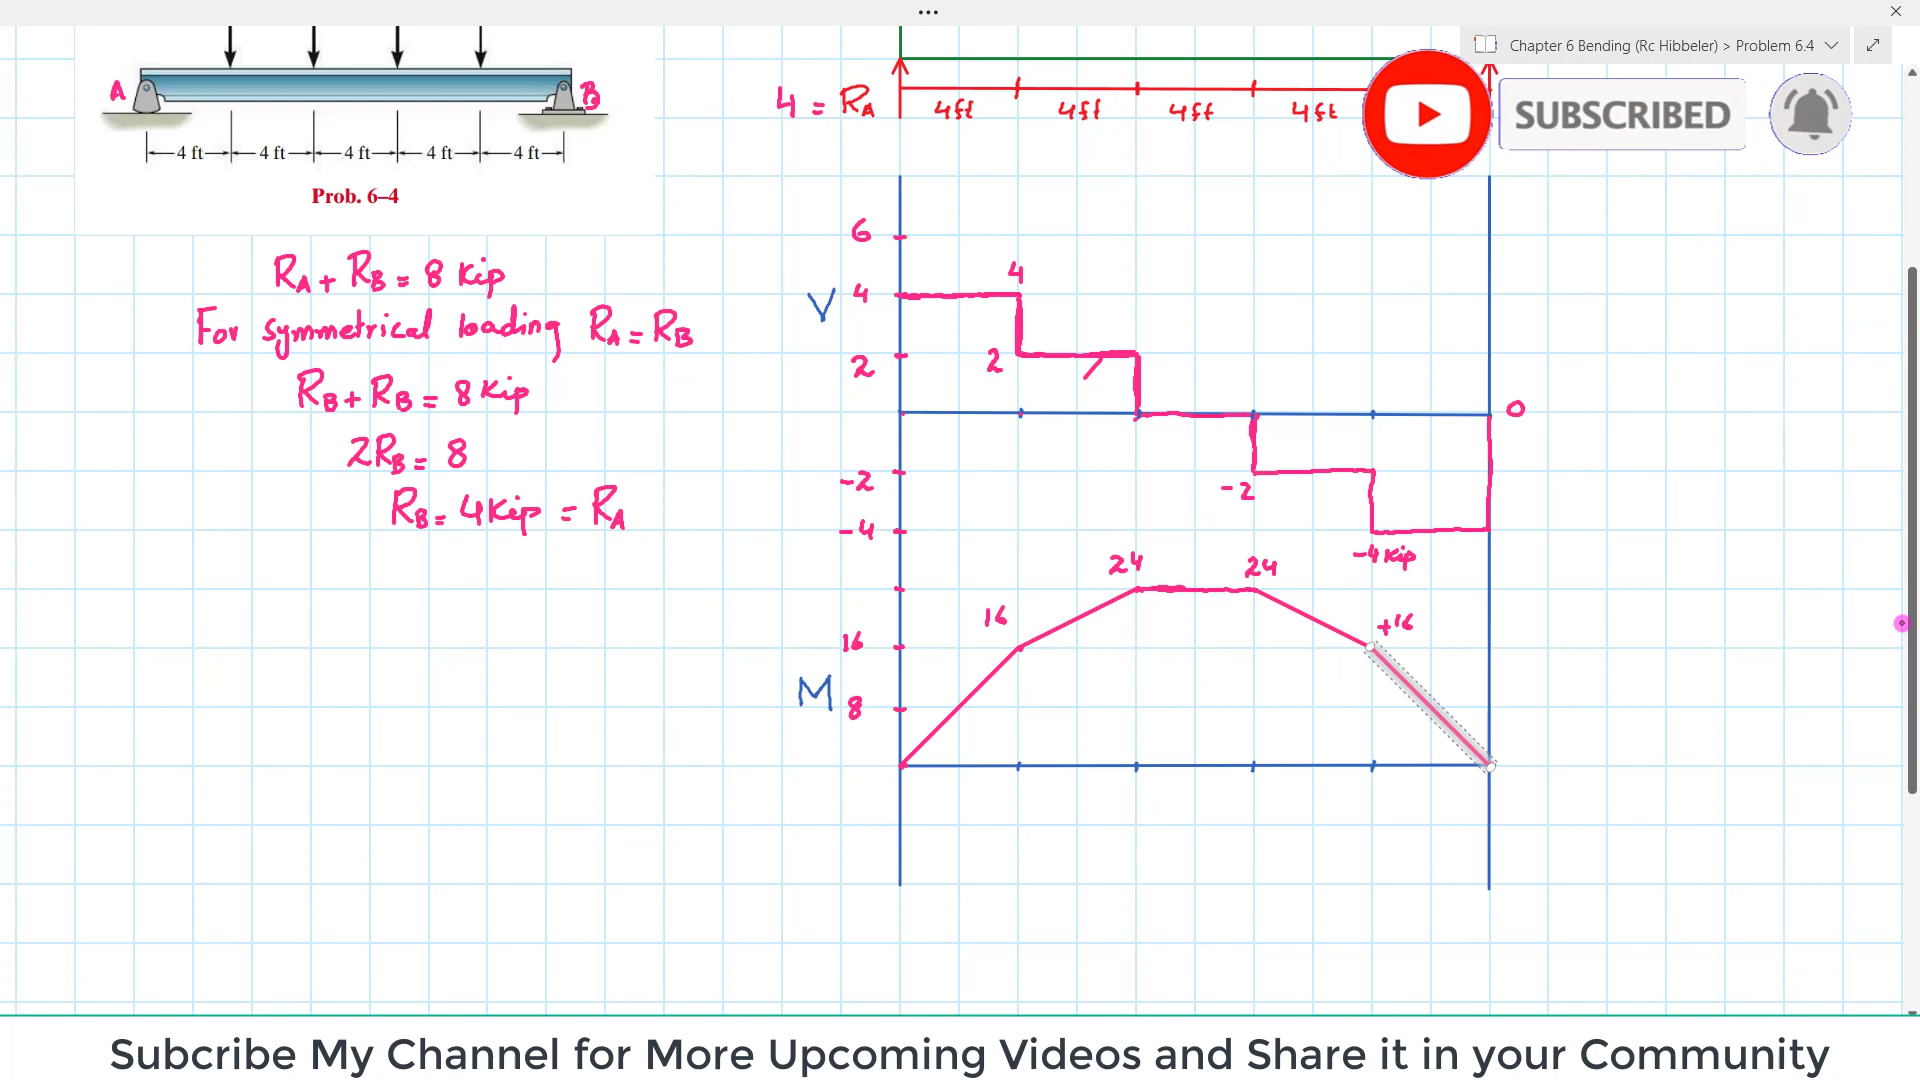 Chapter 6 Bending (Rc Hibbeler) > Problem 6.4
SUBSCRIBED
A
B
4 ft 4 ft 4 ft 4 ft 4 ft
Prob. 6–4
RA + RB = 8 Kip
For symmetrical loading RA = RB
RB + RB = 8 Kip
2RB = 8
RB = 4 Kip = RA
4 = RA
4ft 4ft 4ft 4ft
6
V 4
2
-2
-4
4
2
0
-2
-4 Kip
24 24
16
+16
16
M 8
Subcribe My Channel for More Upcoming Videos and Share it in your Community